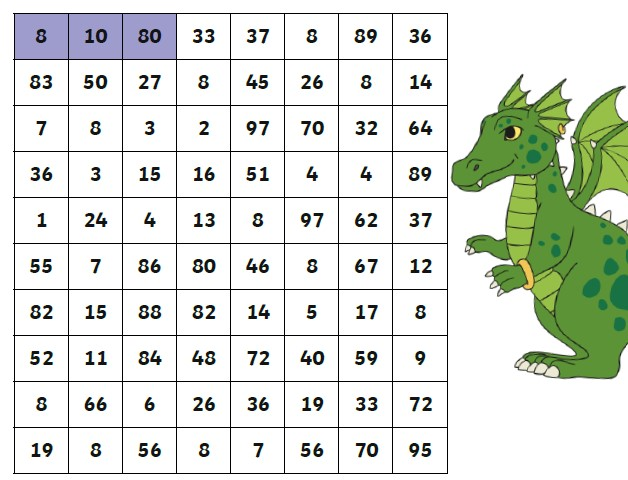 8 10 80 33 37 8 89 36
83 50 27 8 45 26 8 14
7 8 3 2 97 70 32 64
36 3 15 16 51 4 4 89
1 24 4 13 8 97 62 37
55 7 86 80 46 8 67 12
82 15 88 82 14 5 17 8
52 11 84 48 72 40 59 9
8 66 6 26 36 19 33 72
19 8 56 8 7 56 70 95